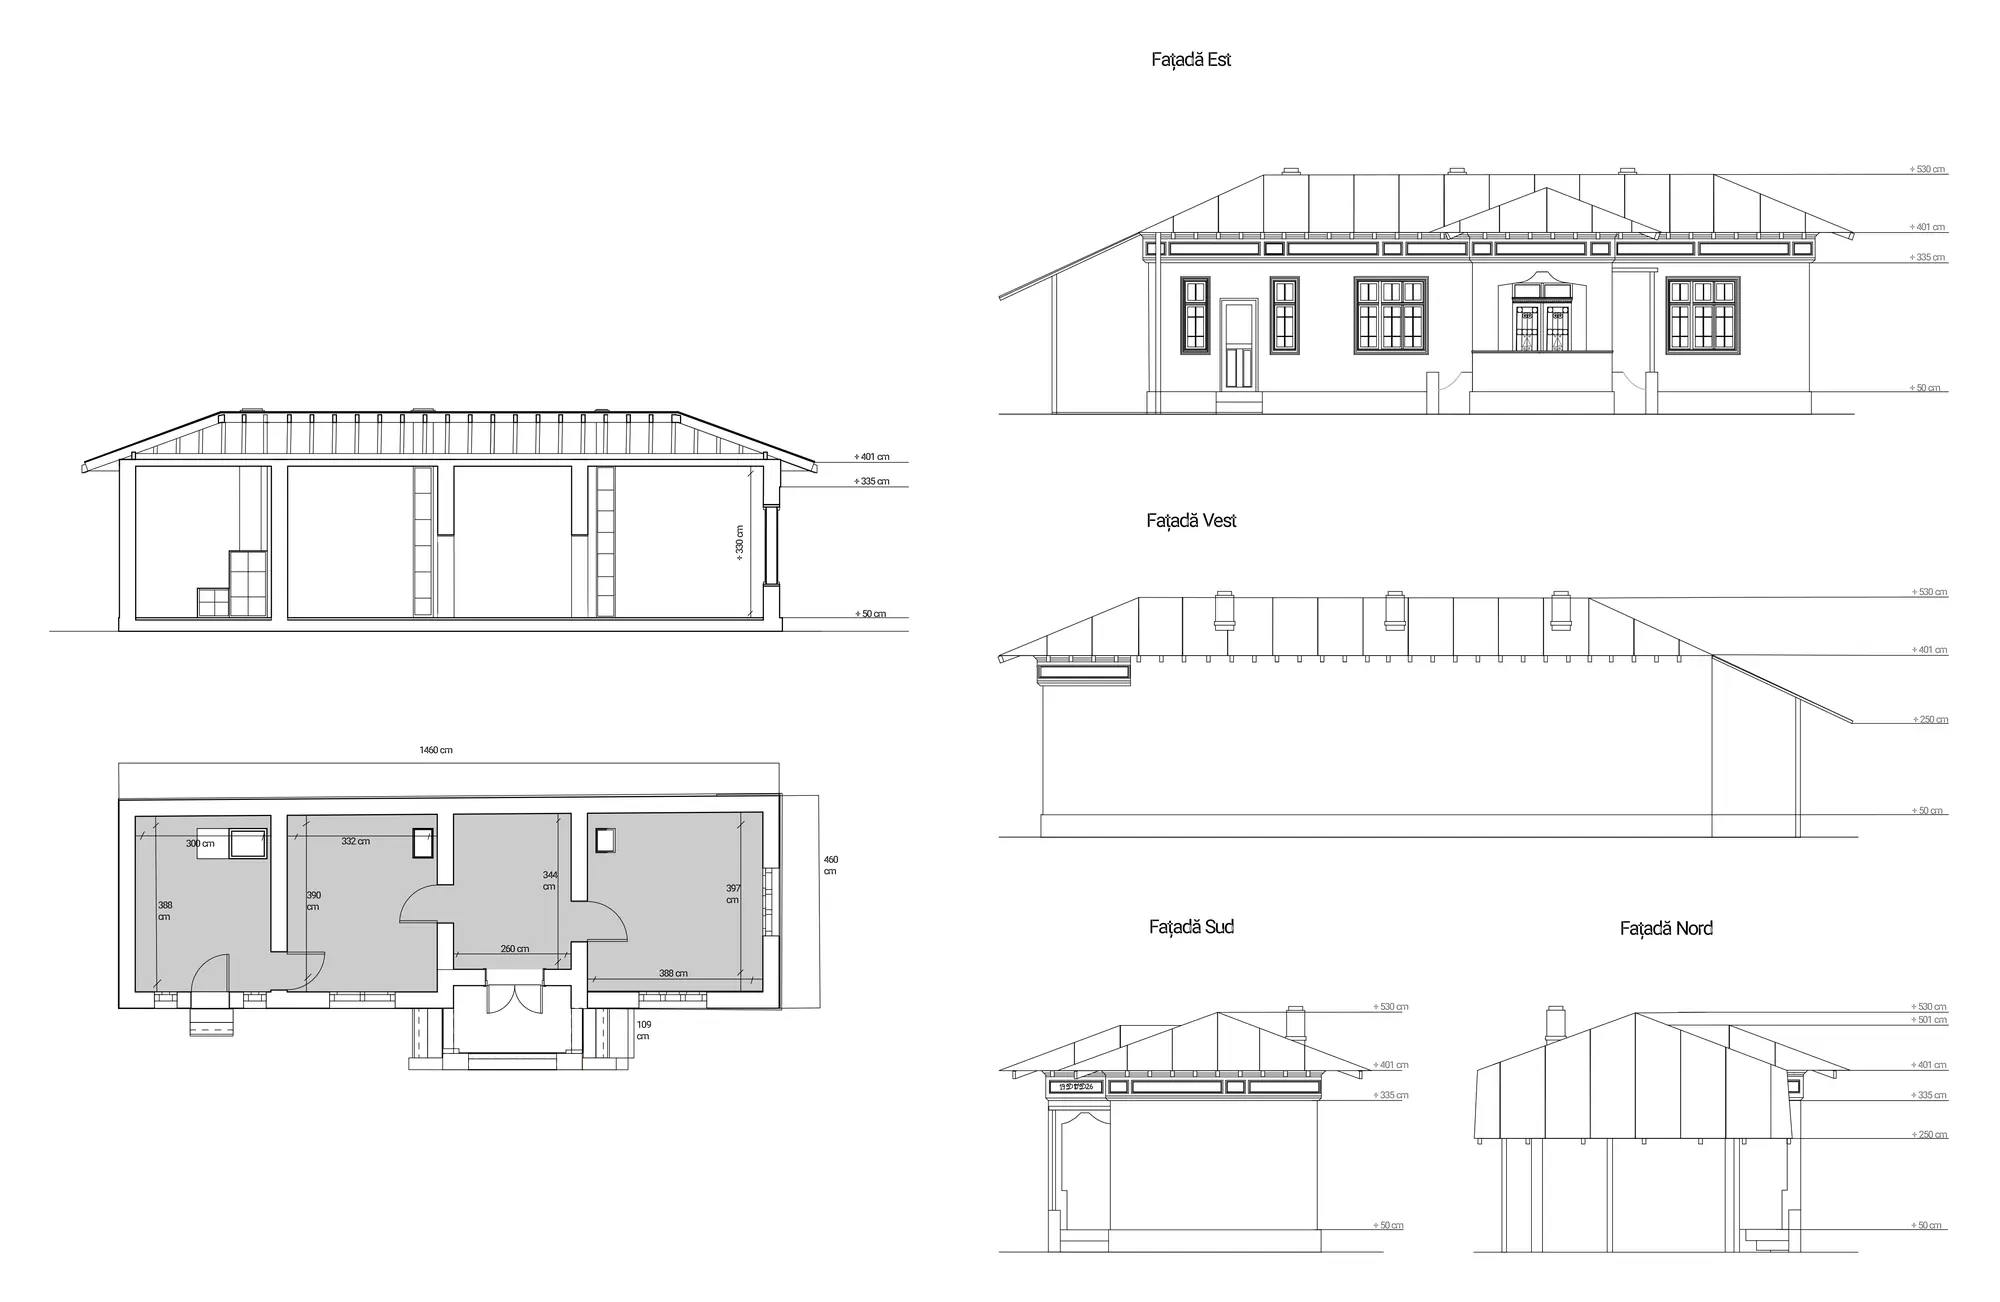 Fațadă Est
÷ 530 cm
÷ 401 cm
÷ 335 cm
÷ 50 cm
÷ 401 cm
÷ 335 cm
÷ 330 cm
÷ 50 cm
Fațadă Vest
÷ 530 cm
÷ 401 cm
÷ 250 cm
÷ 50 cm
1460 cm
300 cm
332 cm
388
cm
390
cm
344
cm
397
cm
460
cm
260 cm
388 cm
109
cm
Fațadă Sud
÷ 530 cm
÷ 401 cm
÷ 335 cm
÷ 50 cm
Fațadă Nord
÷ 530 cm
÷ 501 cm
÷ 401 cm
÷ 335 cm
÷ 250 cm
÷ 50 cm